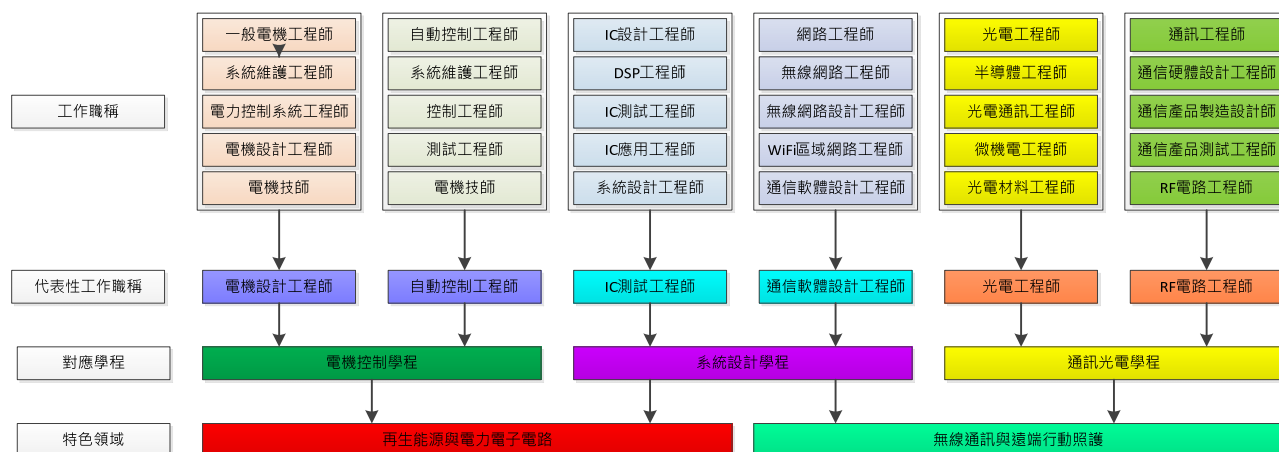 工作職稱
一般電機工程師
系統維護工程師
電力控制系統工程師
電機設計工程師
電機技師
自動控制工程師
系統維護工程師
控制工程師
測試工程師
電機技師
IC設計工程師
DSP工程師
IC測試工程師
IC應用工程師
系統設計工程師
網路工程師
無線網路工程師
無線網路設計工程師
WiFi區域網路工程師
通信軟體設計工程師
光電工程師
半導體工程師
光電通訊工程師
微機電工程師
光電材料工程師
通訊工程師
通信硬體設計工程師
通信產品製造設計師
通信產品測試工程師
RF電路工程師
代表性工作職稱
電機設計工程師
自動控制工程師
IC測試工程師
通信軟體設計工程師
光電工程師
RF電路工程師
對應學程
電機控制學程
系統設計學程
通訊光電學程
特色領域
再生能源與電力電子電路
無線通訊與遠端行動照護